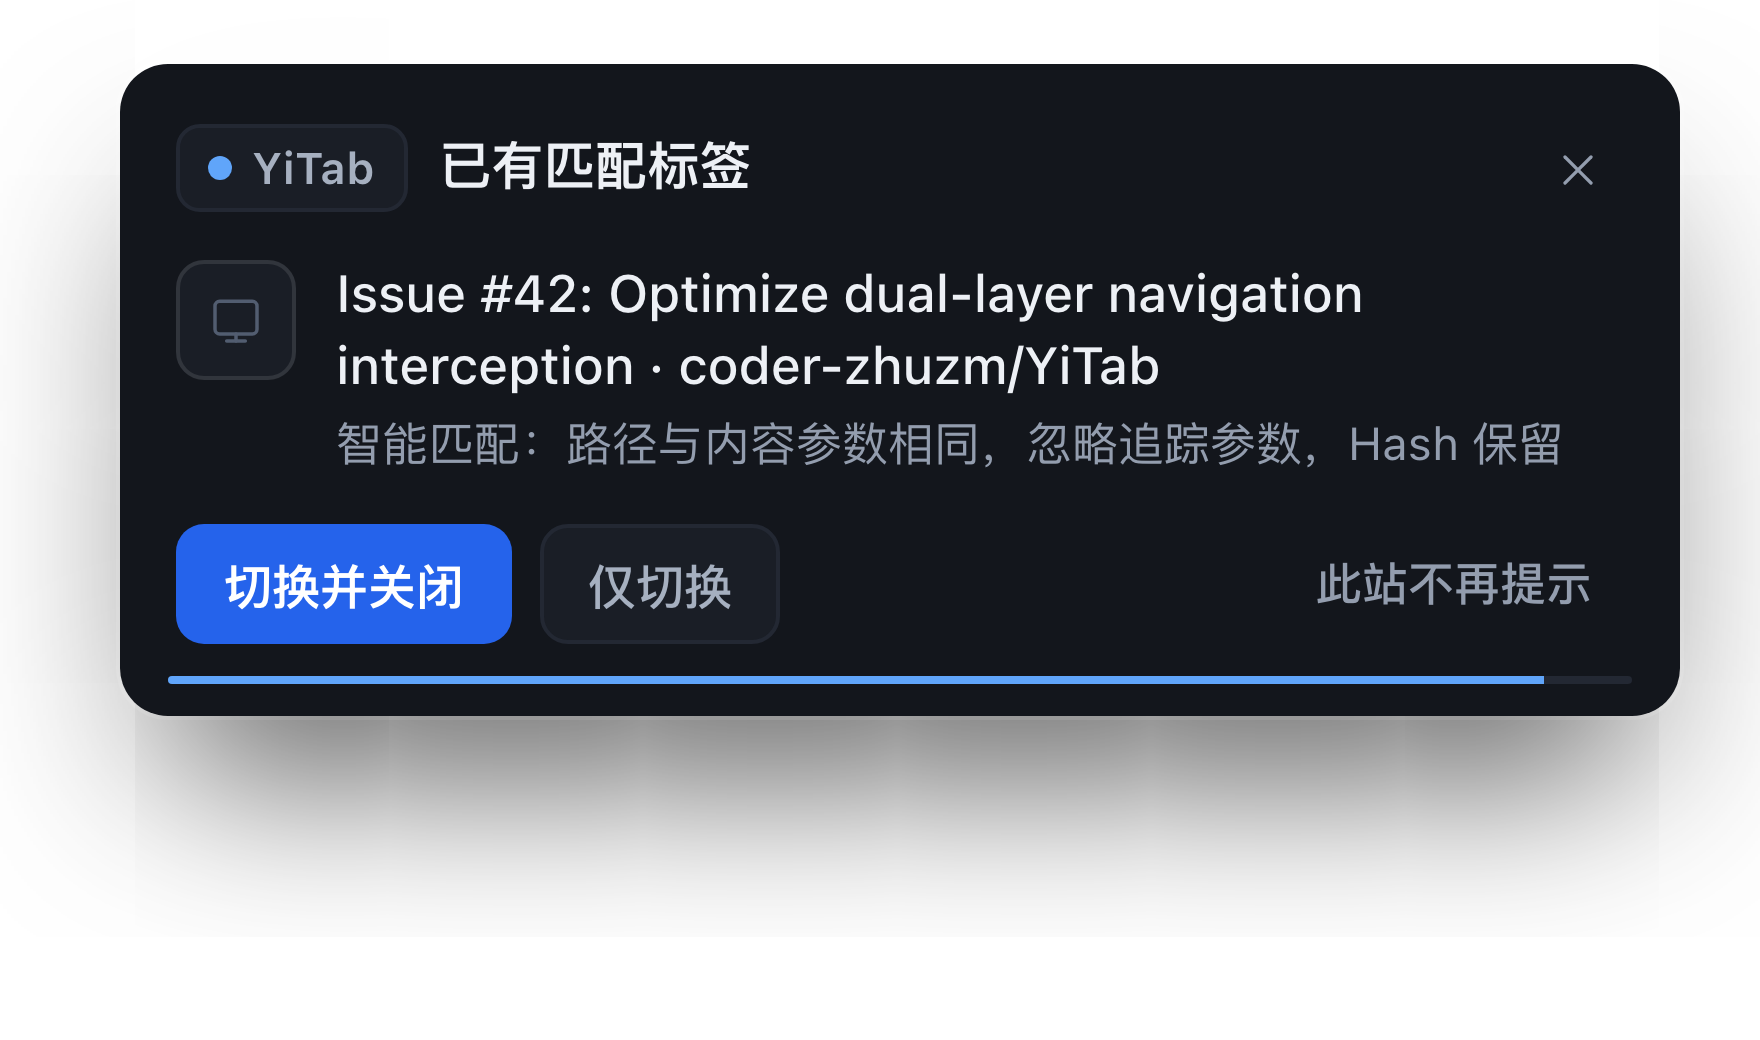 YiTab 已有匹配标签
Issue #42: Optimize dual-layer navigation
interception · coder-zhuzm/YiTab
智能匹配：路径与内容参数相同，忽略追踪参数，Hash 保留
切换并关闭 仅切换 此站不再提示